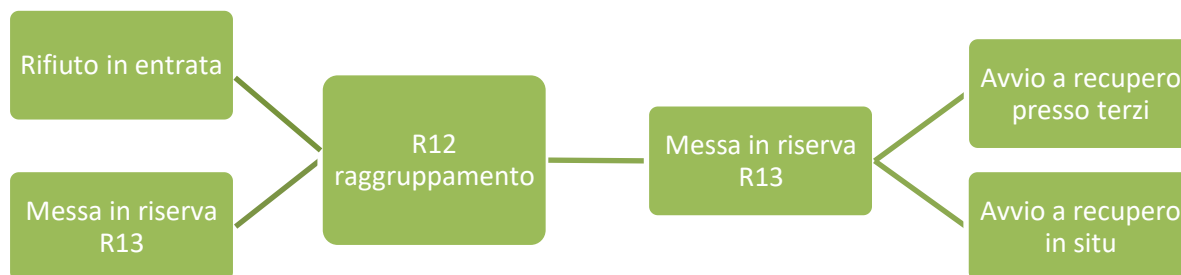 Rifiuto in entrata
Messa in riserva
R13
R12
raggruppamento
Messa in riserva
R13
Avvio a recupero
presso terzi
Avvio a recupero
in situ